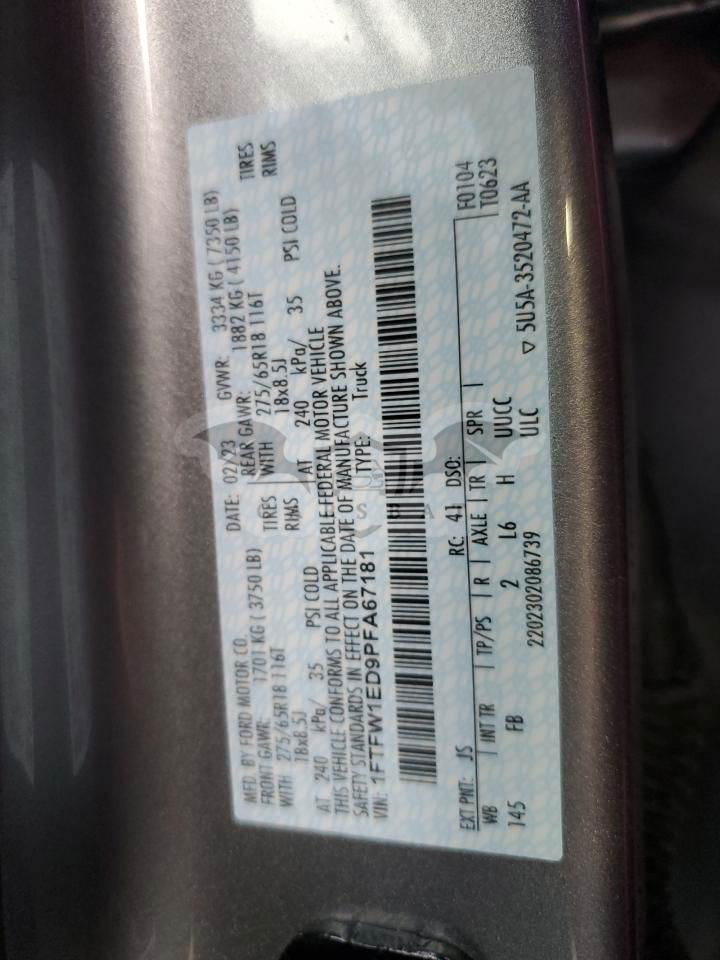 MFD. BY FORD MOTOR CO.
DATE: 02/23 GVWR: 3334 KG ( 7350 LB)
FRONT GAWR: 1701 KG ( 3750 LB) REAR GAWR: 1882 KG ( 4150 LB)
WITH 275/65R18 116T TIRES WITH 275/65R18 116T TIRES
18x8.5J RIMS 18x8.5J RIMS
AT 240 kPa/ 35 PSI COLD AT 240 kPa/ 35 PSI COLD
THIS VEHICLE CONFORMS TO ALL APPLICABLE FEDERAL MOTOR VEHICLE
SAFETY STANDARDS IN EFFECT ON THE DATE OF MANUFACTURE SHOWN ABOVE.
VIN: 1FTFW1ED9PFA67181 TYPE: Truck
EXT PNT: JS RC: 41 DSO: F0104
WB INT TR TP/PS R AXLE TR SPR T0623
145 FB 2 L6 H UUCC
2202302086739 ULC ▽ 5U5A-3520472-AA